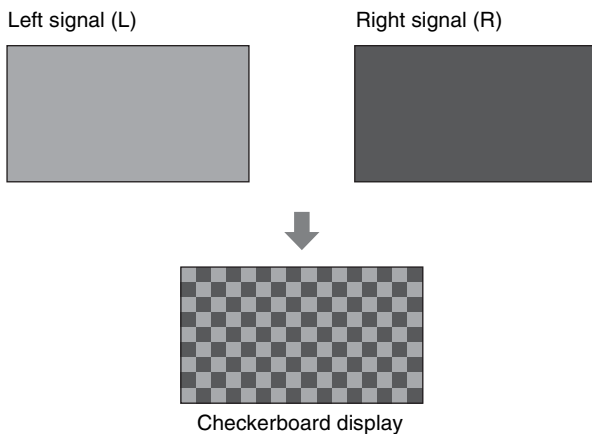 Left signal (L)
Right signal (R)
Checkerboard display